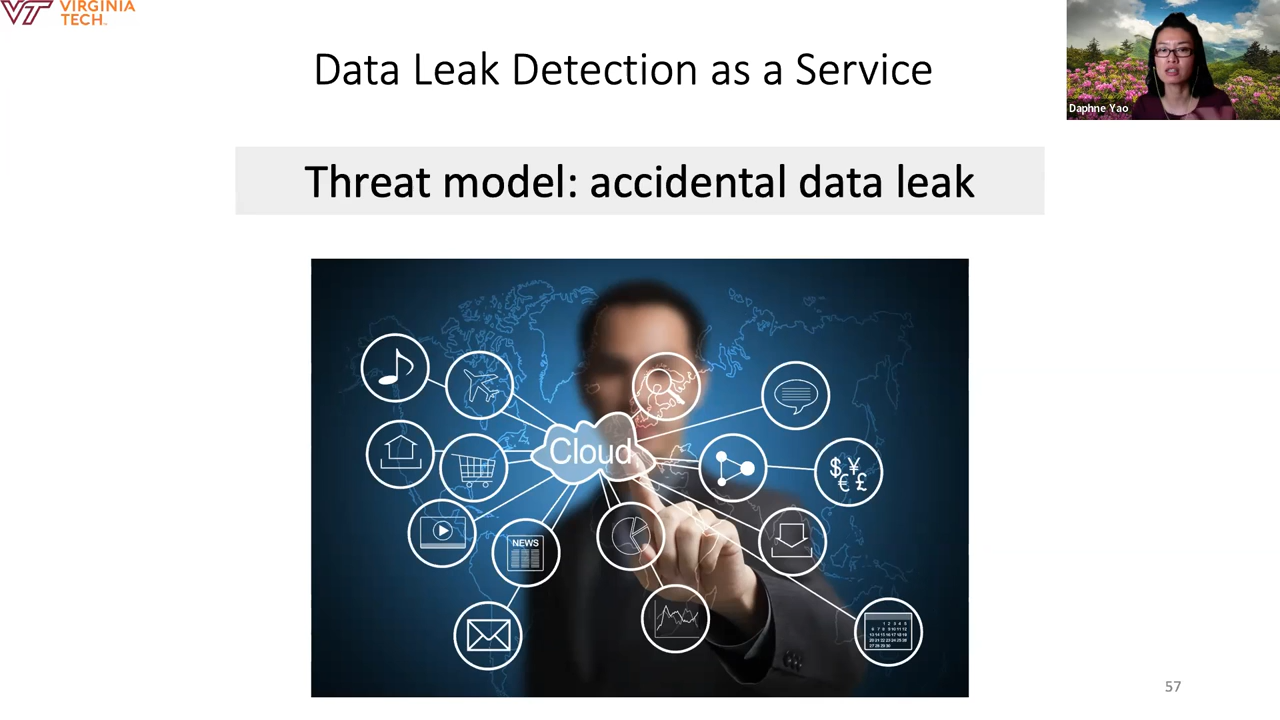 VIRGINIA
TECH
Data Leak Detection as a Service
Daphne Yao
Threat model: accidental data leak
Cloud
$ ¥
€ £
NEWS
57